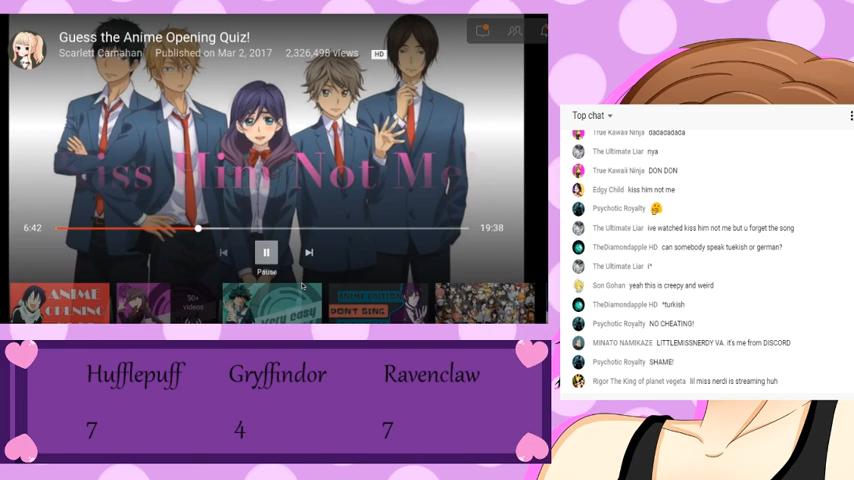 Guess the Anime Opening Quiz!
Scarlett Carnahan Published on Mar 2, 2017 2,326,498 views HD
Kiss Him Not Me
6:42
19:38
Pause
ANIME
OPENING
50+
videos
Very easy
ANIME EDITION
DON'T SING
Hufflepuff Gryffindor Ravenclaw
7 4 7
Top chat
True Kawaii Ninja dadadadada
The Ultimate Liar nya
True Kawaii Ninja DON DON
Edgy Child kiss him not me
Psychotic Royalty
The Ultimate Liar ive watched kiss him not me but u forget the song
TheDiamondapple HD can somebody speak tuekish or german?
The Ultimate Liar i*
Son Gohan yeah this is creepy and weird
TheDiamondapple HD *turkish
Psychotic Royalty NO CHEATING!
MINATO NAMIKAZE LITTLEMISSNERDY VA. it's me from DISCORD
Psychotic Royalty SHAME!
Rigor The King of planet vegeta lil miss nerdi is streaming huh